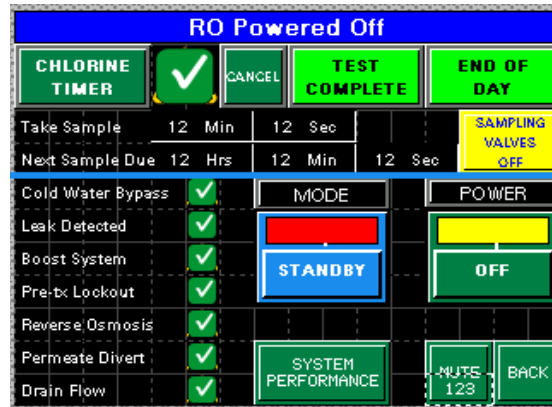 RO Powered Off
CHLORINE
TIMER
CANCEL
TEST
COMPLETE
END OF
DAY
Take Sample 12 Min 12 Sec
SAMPLING
VALVES
OFF
Next Sample Due 12 Hrs 12 Min 12 Sec
Cold Water Bypass
MODE
POWER
Leak Detected
Boost System
STANDBY
OFF
Pre-tx Lockout
Reverse Osmosis
Permeate Divert
SYSTEM
PERFORMANCE
MUTE
123
BACK
Drain Flow